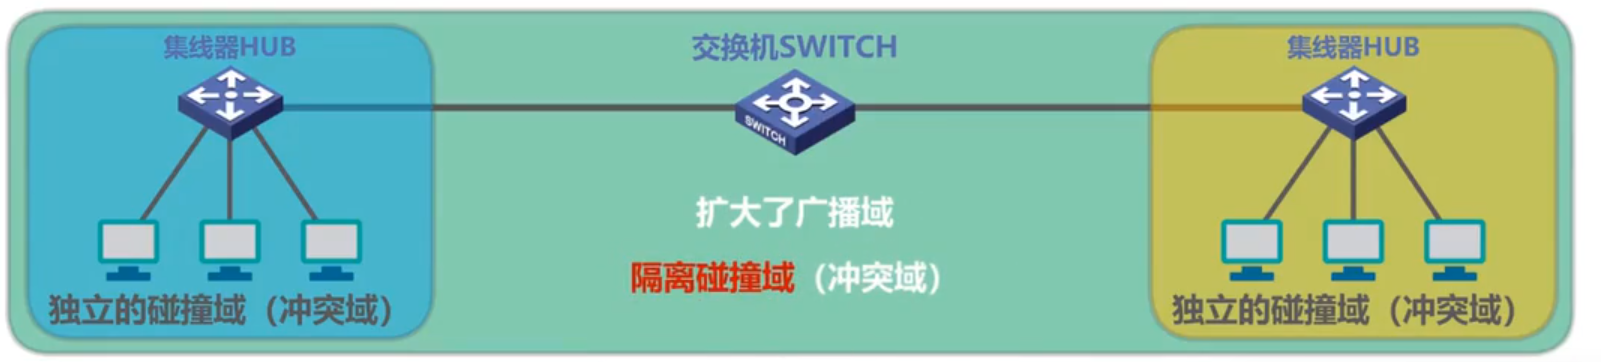 集线器HUB
交换机SWITCH
集线器HUB
SWITCH
扩大了广播域
隔离碰撞域（冲突域）
独立的碰撞域（冲突域）
独立的碰撞域（冲突域）